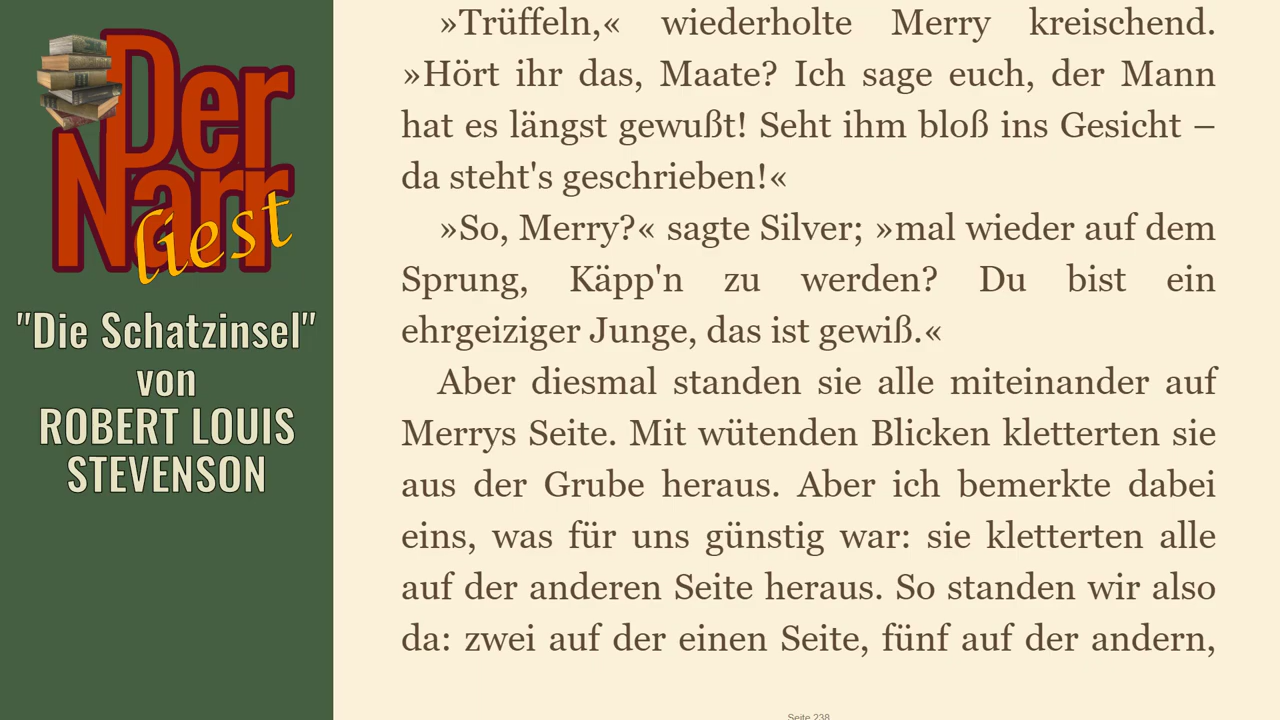 Der
Narr
liest
"Die Schatzinsel"
von
ROBERT LOUIS
STEVENSON
»Trüffeln,« wiederholte Merry kreischend.
»Hört ihr das, Maate? Ich sage euch, der Mann
hat es längst gewußt! Seht ihm bloß ins Gesicht –
da steht's geschrieben!«
»So, Merry?« sagte Silver; »mal wieder auf dem
Sprung, Käpp'n zu werden? Du bist ein
ehrgeiziger Junge, das ist gewiß.«
Aber diesmal standen sie alle miteinander auf
Merrys Seite. Mit wütenden Blicken kletterten sie
aus der Grube heraus. Aber ich bemerkte dabei
eins, was für uns günstig war: sie kletterten alle
auf der anderen Seite heraus. So standen wir also
da: zwei auf der einen Seite, fünf auf der andern,
Seite 238